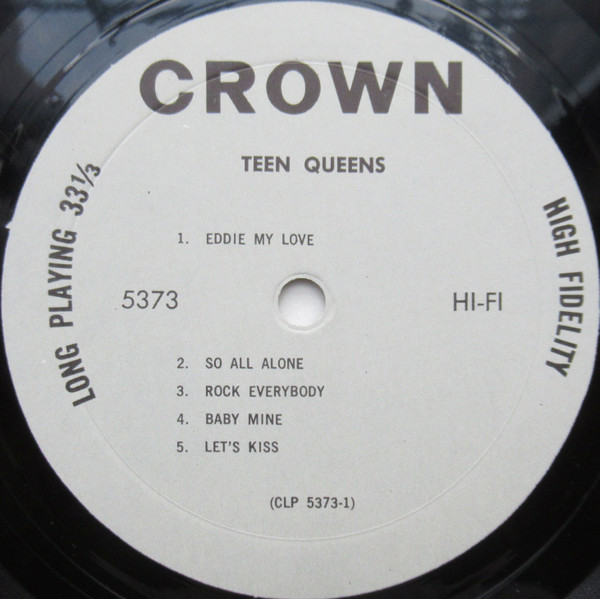 CROWN
TEEN QUEENS
LONG PLAYING 33⅓
HIGH FIDELITY
1. EDDIE MY LOVE
5373
HI-FI
2. SO ALL ALONE
3. ROCK EVERYBODY
4. BABY MINE
5. LET'S KISS
(CLP 5373-1)